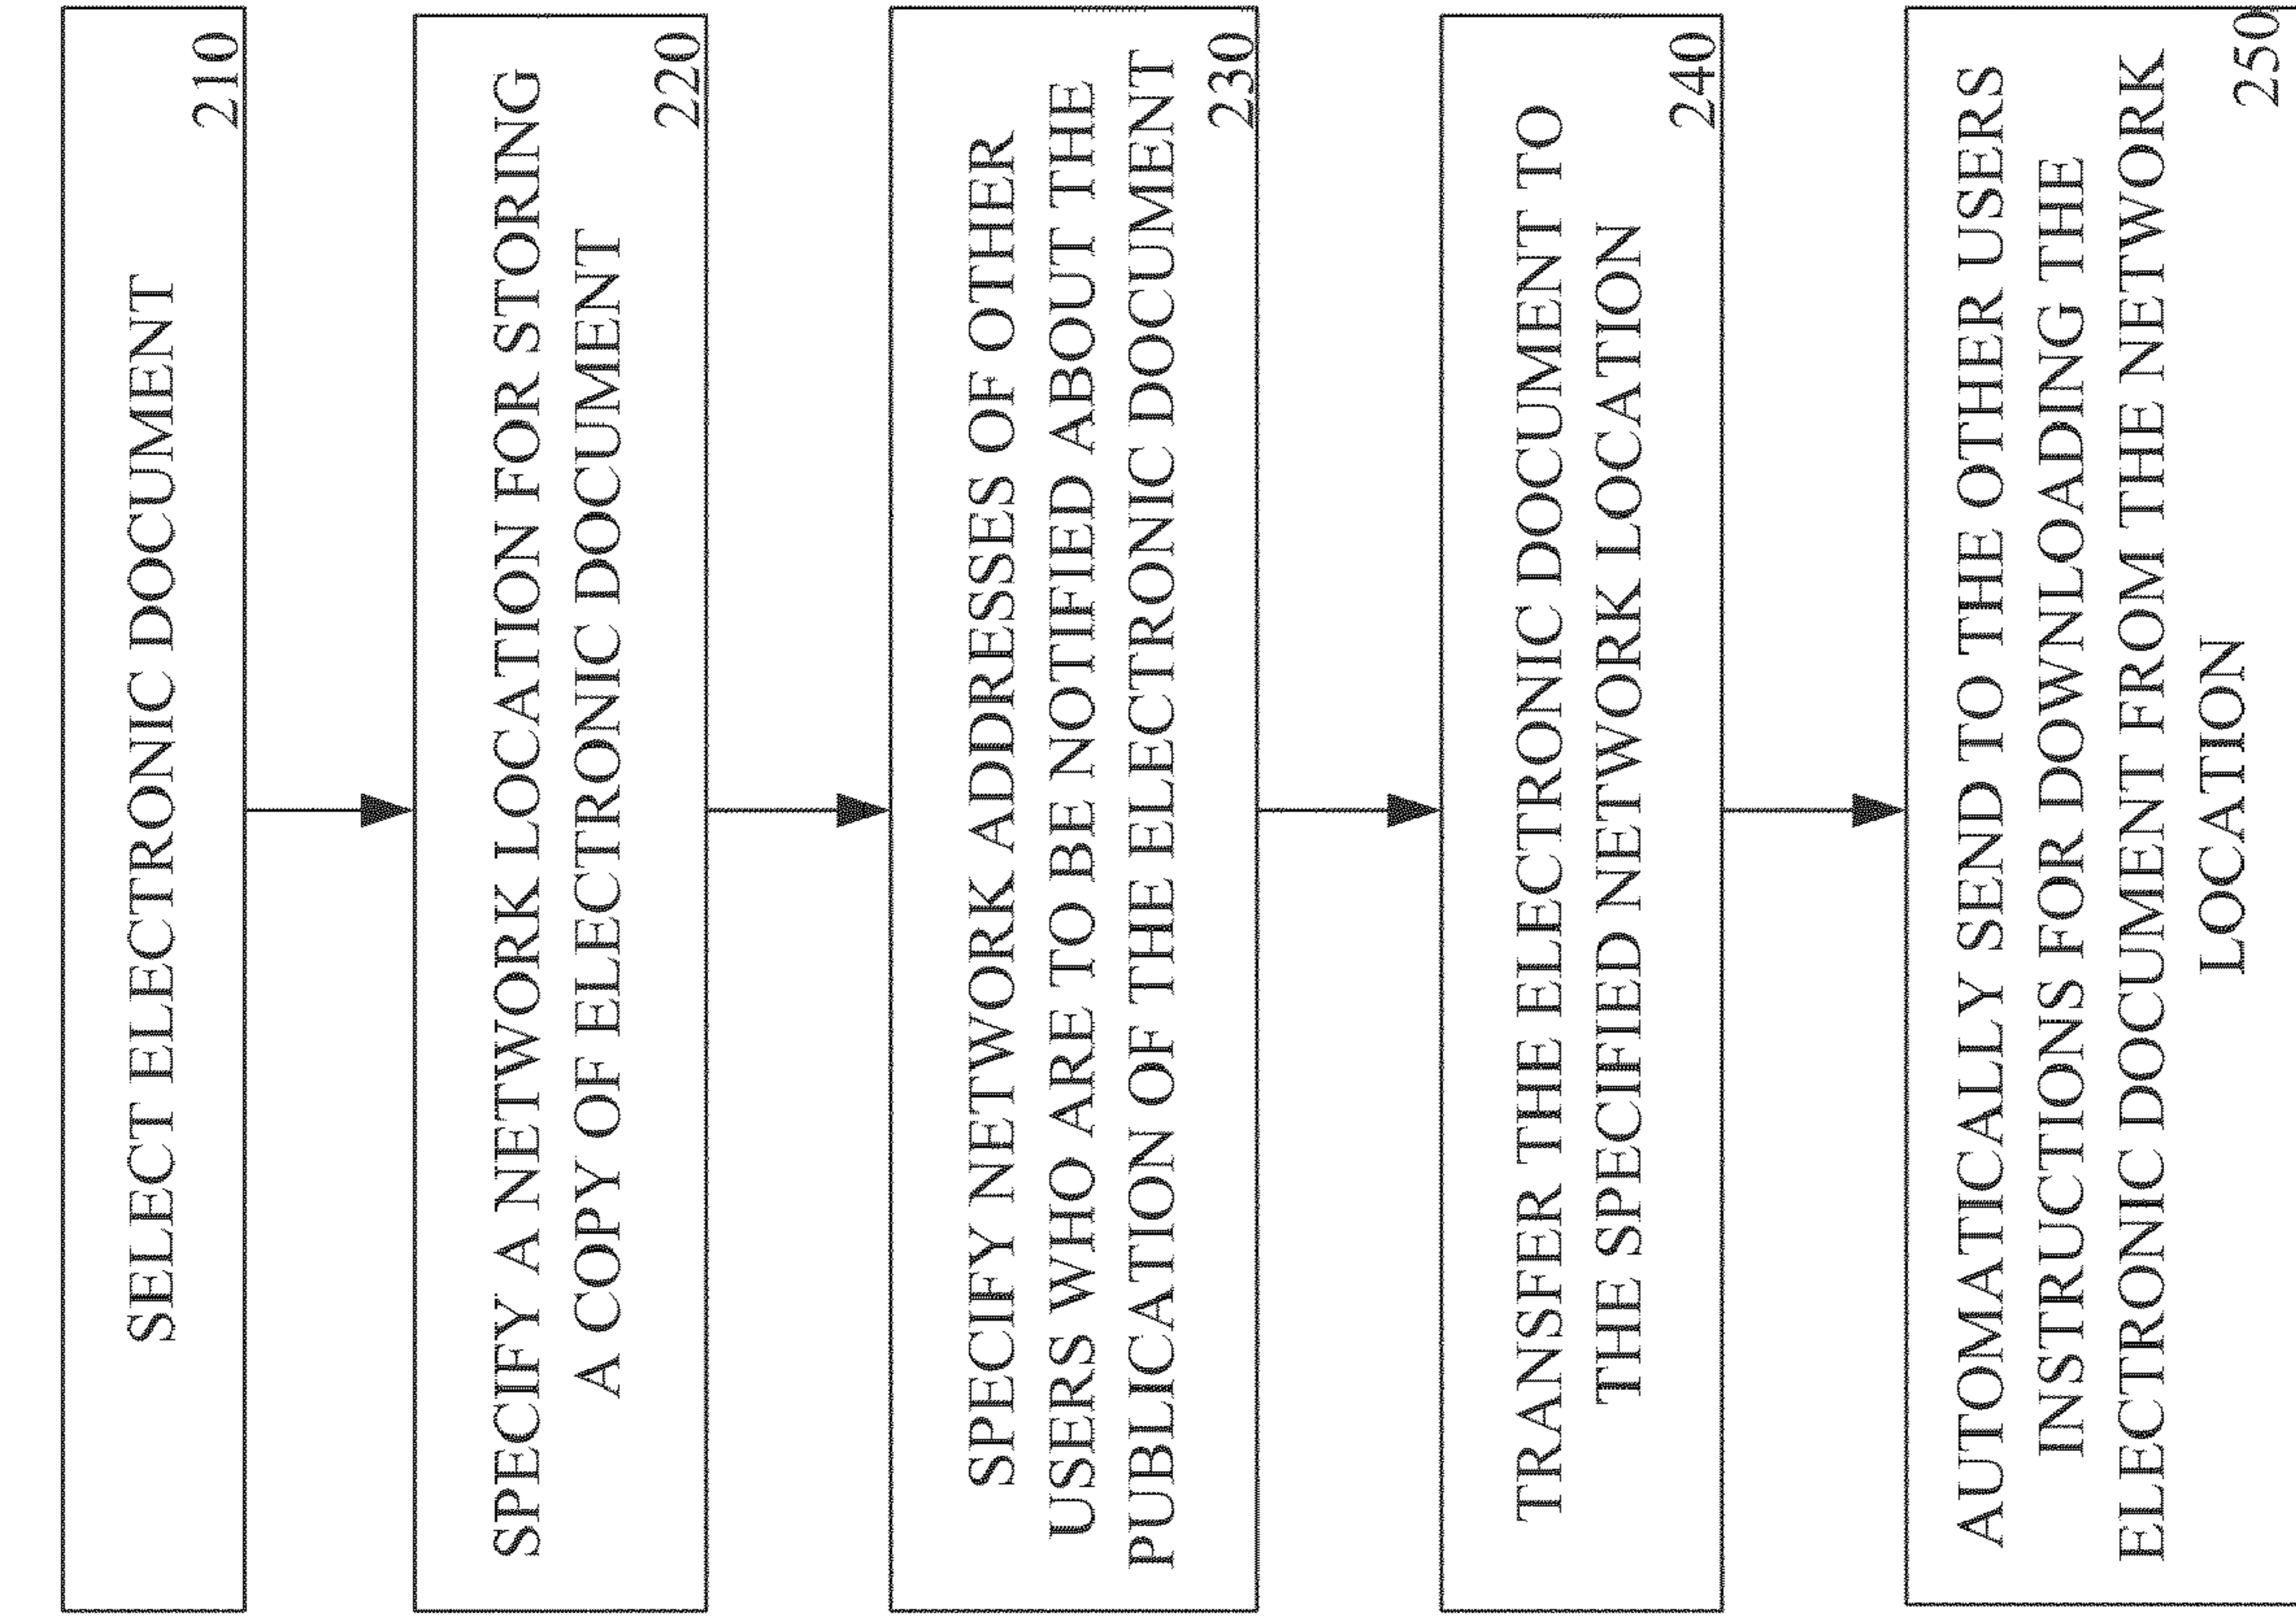 SELECT ELECTRONIC DOCUMENT
210
SPECIFY A NETWORK LOCATION FOR STORING
A COPY OF ELECTRONIC DOCUMENT
220
SPECIFY NETWORK ADDRESSES OF OTHER
USERS WHO ARE TO BE NOTIFIED ABOUT THE
PUBLICATION OF THE ELECTRONIC DOCUMENT
230
TRANSFER THE ELECTRONIC DOCUMENT TO
THE SPECIFIED NETWORK LOCATION
240
AUTOMATICALLY SEND TO THE OTHER USERS
INSTRUCTIONS FOR DOWNLOADING THE
ELECTRONIC DOCUMENT FROM THE NETWORK
LOCATION
250